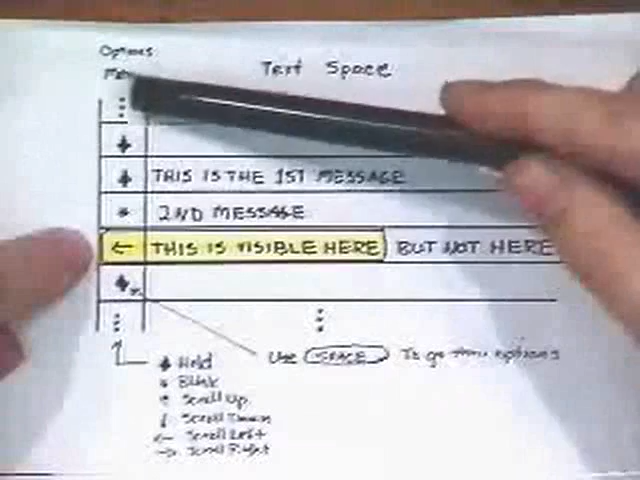 Options
Text Space
THIS IS THE 1ST MESSAGE
* 2ND MESSAGE
← THIS IS VISIBLE HERE BUT NOT HERE
Use SPACE To go thru options
Hold
* Blink
Scroll Up
↓ Scroll Down
← Scroll Left
→ Scroll Right